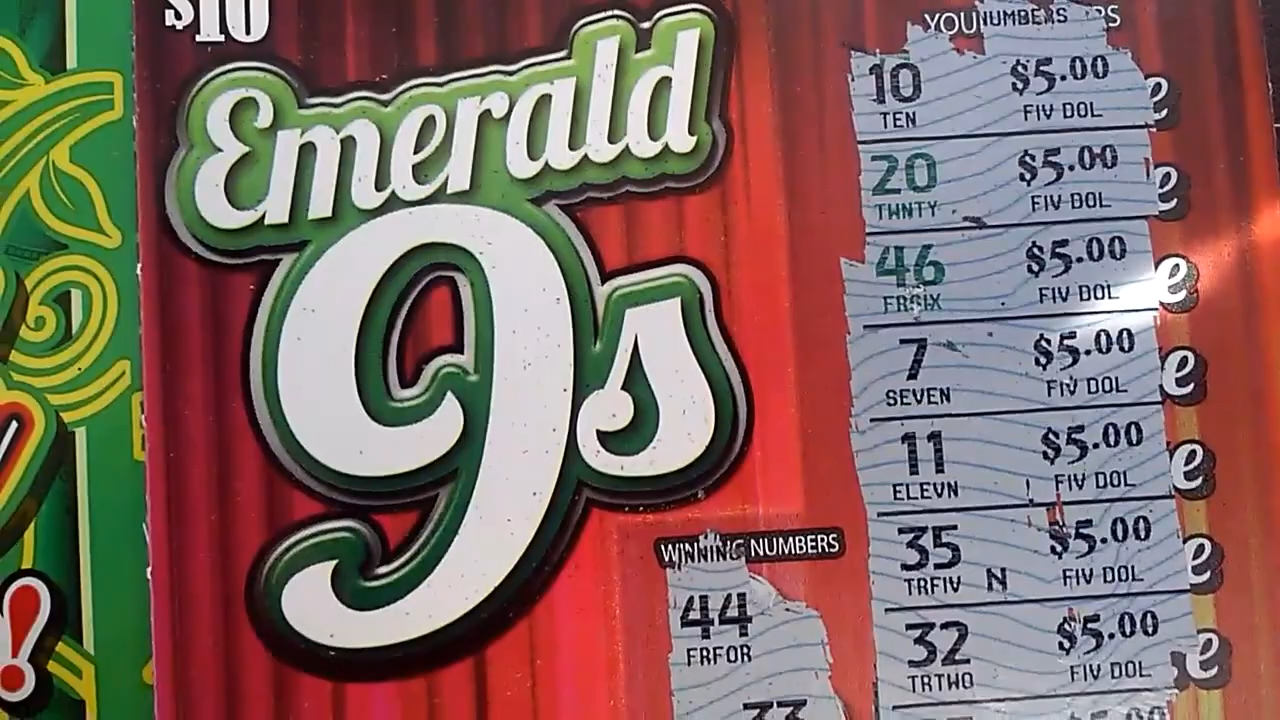 $10
Emerald
9s
YOUR NUMBERS
10 $5.00
TEN FIV DOL
20 $5.00
TWNTY FIV DOL
46 $5.00
FRSIX FIV DOL
7 $5.00
SEVEN FIV DOL
11 $5.00
ELEVN FIV DOL
35 $5.00
TRFIV N FIV DOL
32 $5.00
TRTWO FIV DOL
WINNING NUMBERS
44
FRFOR
33